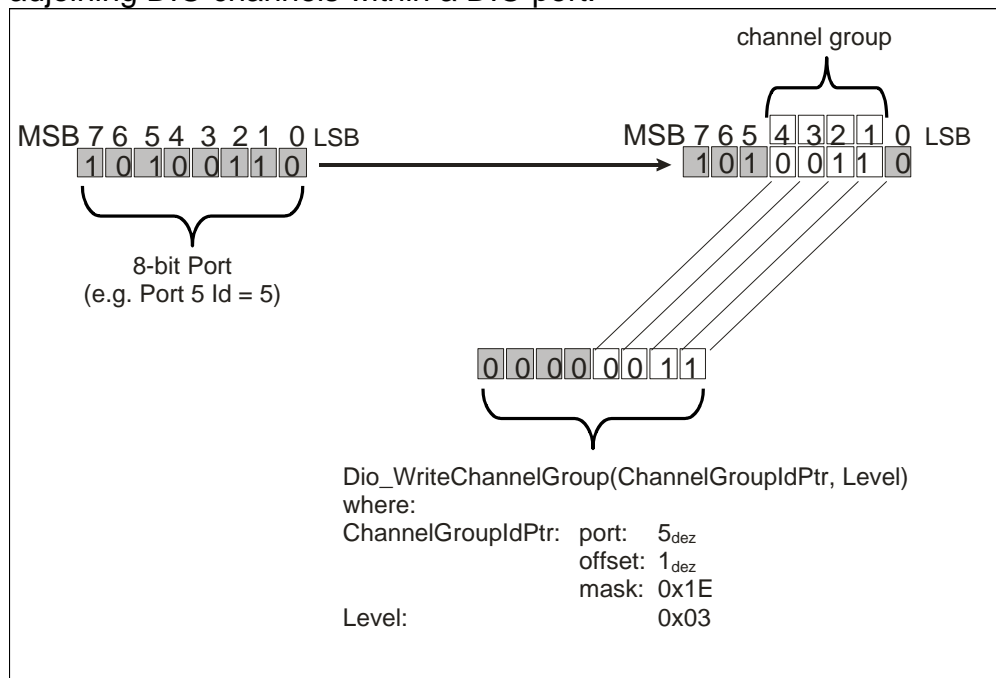 adjoining DIO channels within a DIO port.
channel group
MSB 7 6 5 4 3 2 1 0 LSB
1 0 1 0 0 1 1 0
MSB 7 6 5 4 3 2 1 0 LSB
1 0 1 0 0 1 1 0
8-bit Port
(e.g. Port 5 Id = 5)
0 0 0 0 0 0 1 1
Dio_WriteChannelGroup(ChannelGroupIdPtr, Level)
where:
ChannelGroupIdPtr: port: 5dez
offset: 1dez
mask: 0x1E
Level: 0x03